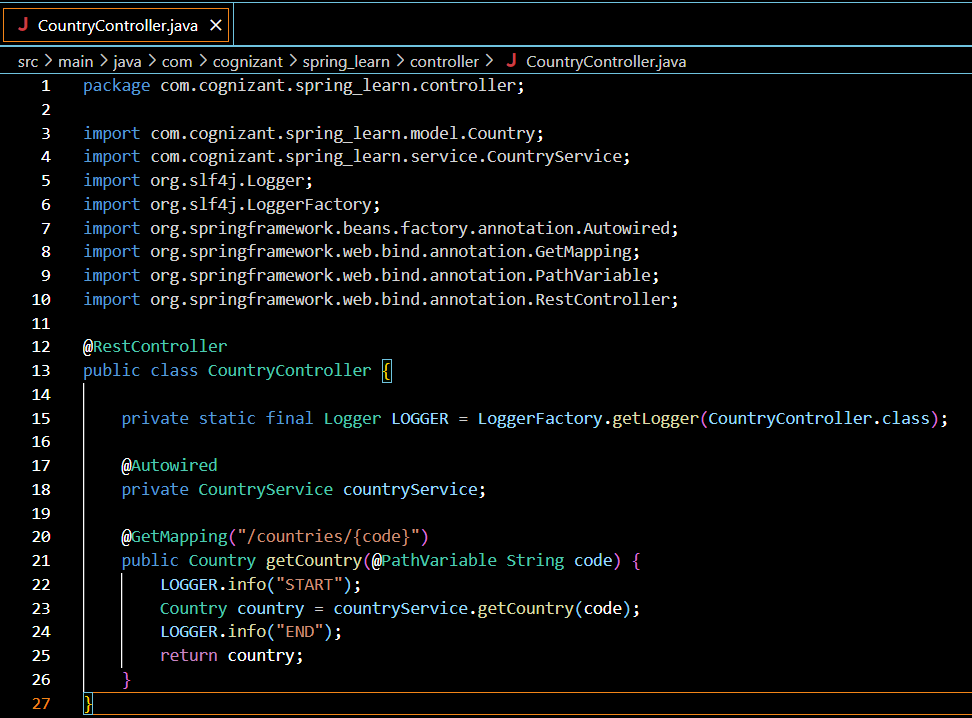 J CountryController.java ×
src > main > java > com > cognizant > spring_learn > controller > J CountryController.java
1 package com.cognizant.spring_learn.controller;
2
3 import com.cognizant.spring_learn.model.Country;
4 import com.cognizant.spring_learn.service.CountryService;
5 import org.slf4j.Logger;
6 import org.slf4j.LoggerFactory;
7 import org.springframework.beans.factory.annotation.Autowired;
8 import org.springframework.web.bind.annotation.GetMapping;
9 import org.springframework.web.bind.annotation.PathVariable;
10 import org.springframework.web.bind.annotation.RestController;
11
12 @RestController
13 public class CountryController {
14
15     private static final Logger LOGGER = LoggerFactory.getLogger(CountryController.class);
16
17     @Autowired
18     private CountryService countryService;
19
20     @GetMapping("/countries/{code}")
21     public Country getCountry(@PathVariable String code) {
22         LOGGER.info("START");
23         Country country = countryService.getCountry(code);
24         LOGGER.info("END");
25         return country;
26     }
27 }